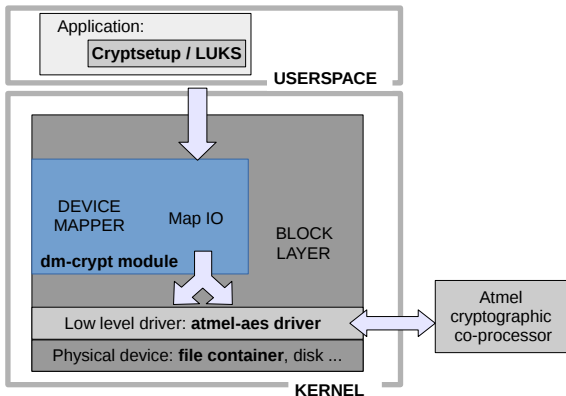 Application:
Cryptsetup / LUKS
USERSPACE
DEVICE
MAPPER
Map IO
BLOCK
LAYER
dm-crypt module
Low level driver: atmel-aes driver
Physical device: file container, disk ...
Atmel
cryptographic
co-processor
KERNEL